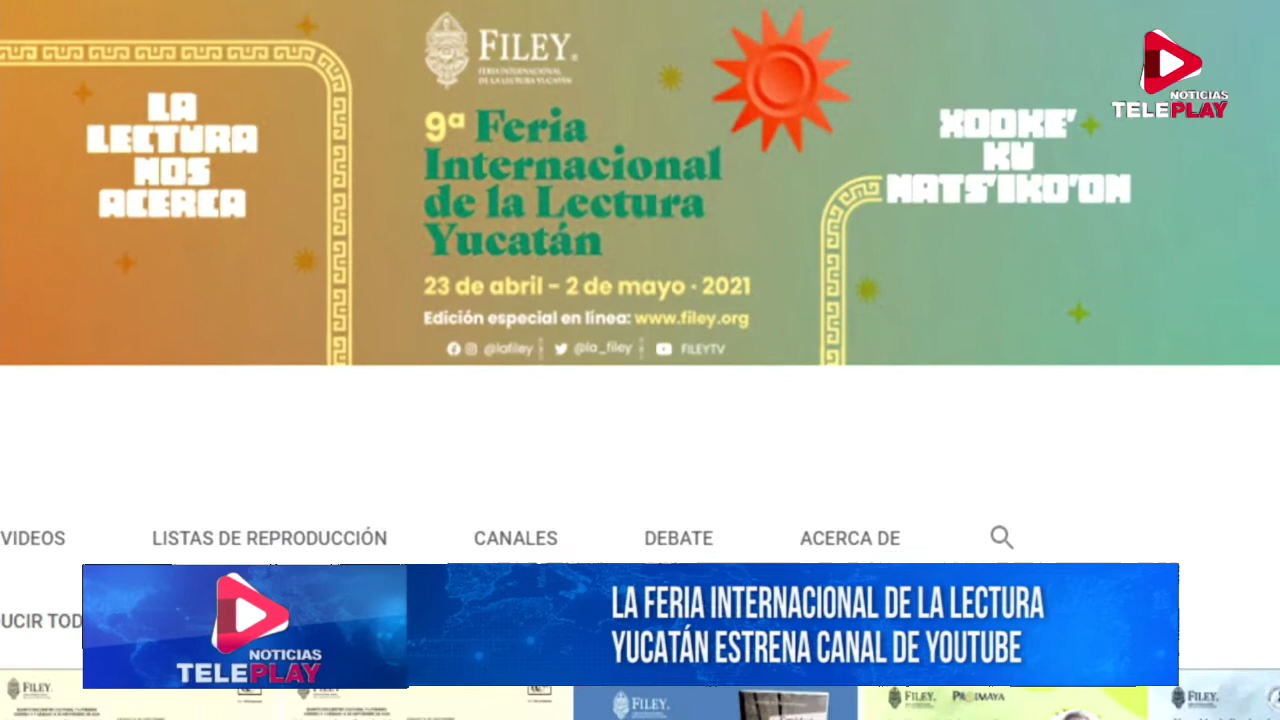 FILEY
FERIA INTERNACIONAL
DE LA LECTURA YUCATÁN
NOTICIAS
TELEPLAY
LA
LECTURA
NOS
ACERCA
9ª Feria
Internacional
de la Lectura
Yucatán
XOOKE'
KU
NATS'IKO'ON
23 de abril - 2 de mayo · 2021
Edición especial en línea: www.filey.org
@lafiley
@la_filey
FILEYTV
VIDEOS
LISTAS DE REPRODUCCIÓN
CANALES
DEBATE
ACERCA DE
UCIR TOD
NOTICIAS
TELEPLAY
LA FERIA INTERNACIONAL DE LA LECTURA
YUCATÁN ESTRENA CANAL DE YOUTUBE
FILEY
FILEY
FILEY
FILEY
PROIMAYA
FILEY